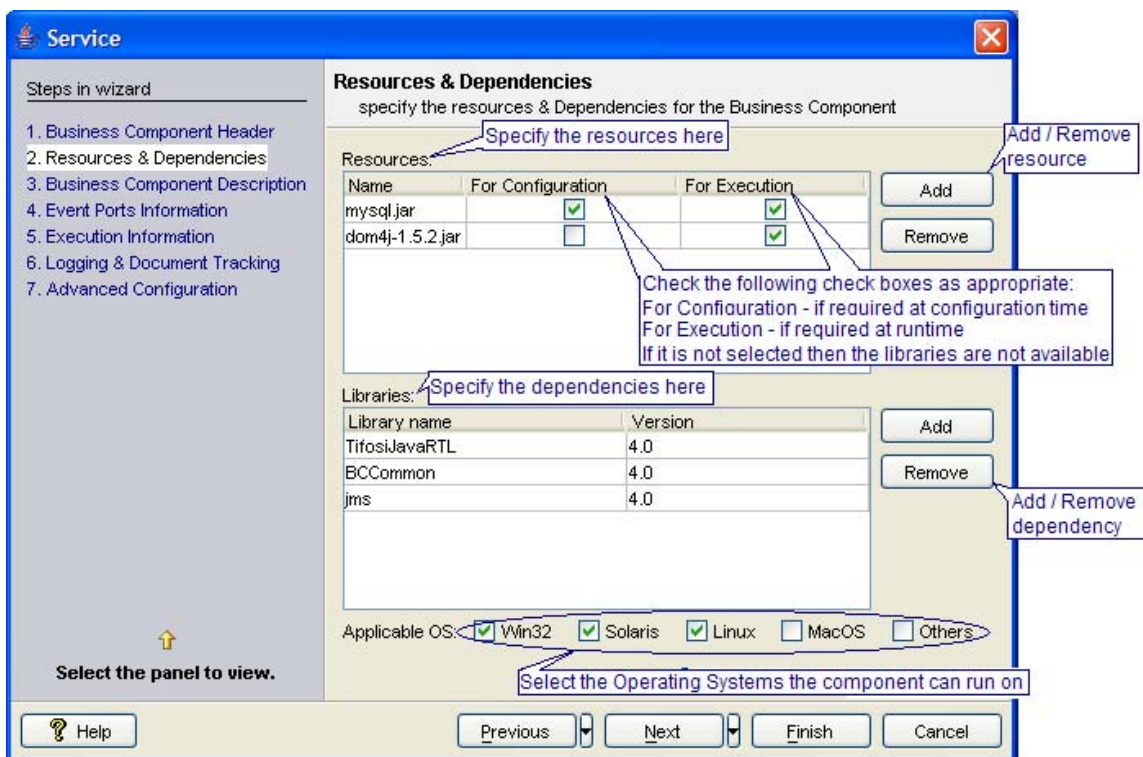 Service
Steps in wizard
1. Business Component Header
2. Resources & Dependencies
3. Business Component Description
4. Event Ports Information
5. Execution Information
6. Logging & Document Tracking
7. Advanced Configuration
Select the panel to view.
Resources & Dependencies
specify the resources & Dependencies for the Business Component
Specify the resources here
Add / Remove
resource
Resources:
Name For Configuration For Execution
mysql.jar
dom4j-1.5.2.jar
Add
Remove
Check the following check boxes as appropriate:
For Configuration - if required at configuration time
For Execution - if required at runtime
If it is not selected then the libraries are not available
Specify the dependencies here
Libraries:
Library name Version
TifosiJavaRTL 4.0
BCCommon 4.0
jms 4.0
Add
Remove
Add / Remove
dependency
Applicable OS: Win32 Solaris Linux MacOS Others
Select the Operating Systems the component can run on
Help Previous Next Finish Cancel